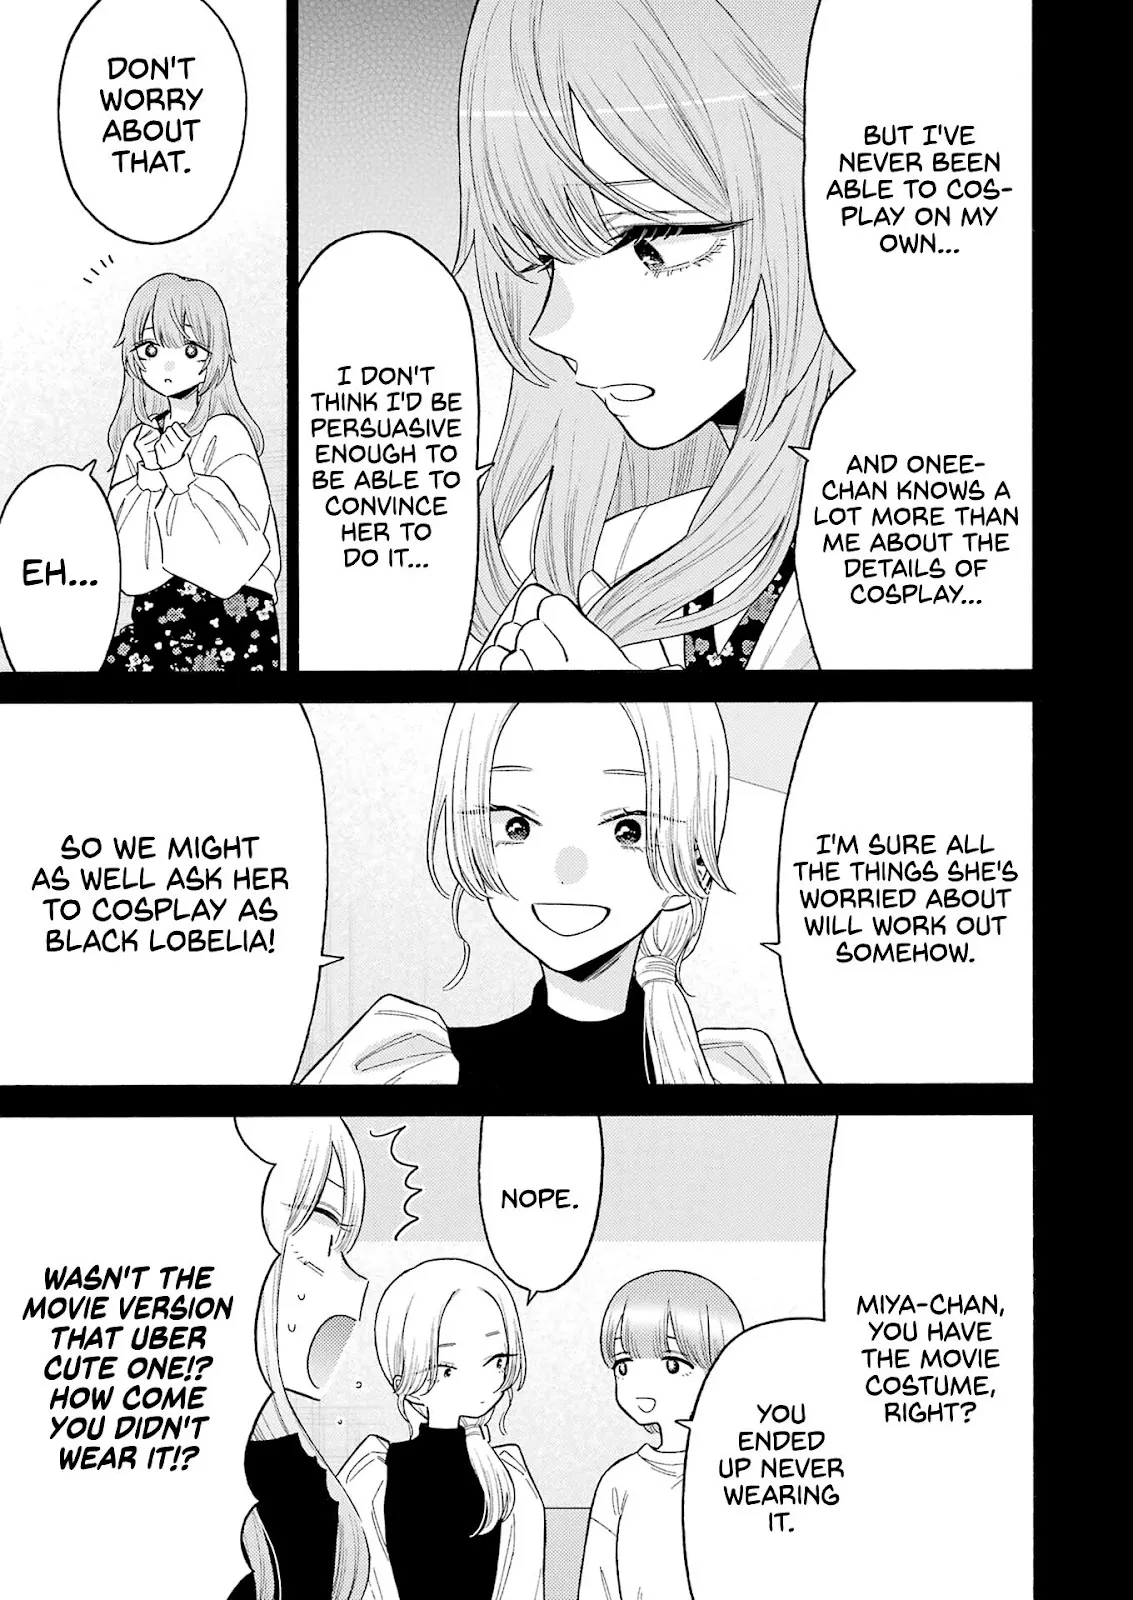 BUT I'VE
NEVER BEEN
ABLE TO COS-
PLAY ON MY
OWN...
AND ONEE-
CHAN KNOWS A
LOT MORE THAN
ME ABOUT THE
DETAILS OF
COSPLAY...
I DON'T
THINK I'D BE
PERSUASIVE
ENOUGH TO
BE ABLE TO
CONVINCE
HER TO
DO IT...
DON'T
WORRY
ABOUT
THAT.
EH...
I'M SURE ALL
THE THINGS SHE'S
WORRIED ABOUT
WILL WORK OUT
SOMEHOW.
SO WE MIGHT
AS WELL ASK HER
TO COSPLAY AS
BLACK LOBELIA!
MIYA-CHAN,
YOU HAVE
THE MOVIE
COSTUME,
RIGHT?
YOU
ENDED
UP NEVER
WEARING
IT.
NOPE.
WASN'T THE
MOVIE VERSION
THAT UBER
CUTE ONE!?
HOW COME
YOU DIDN'T
WEAR IT!?